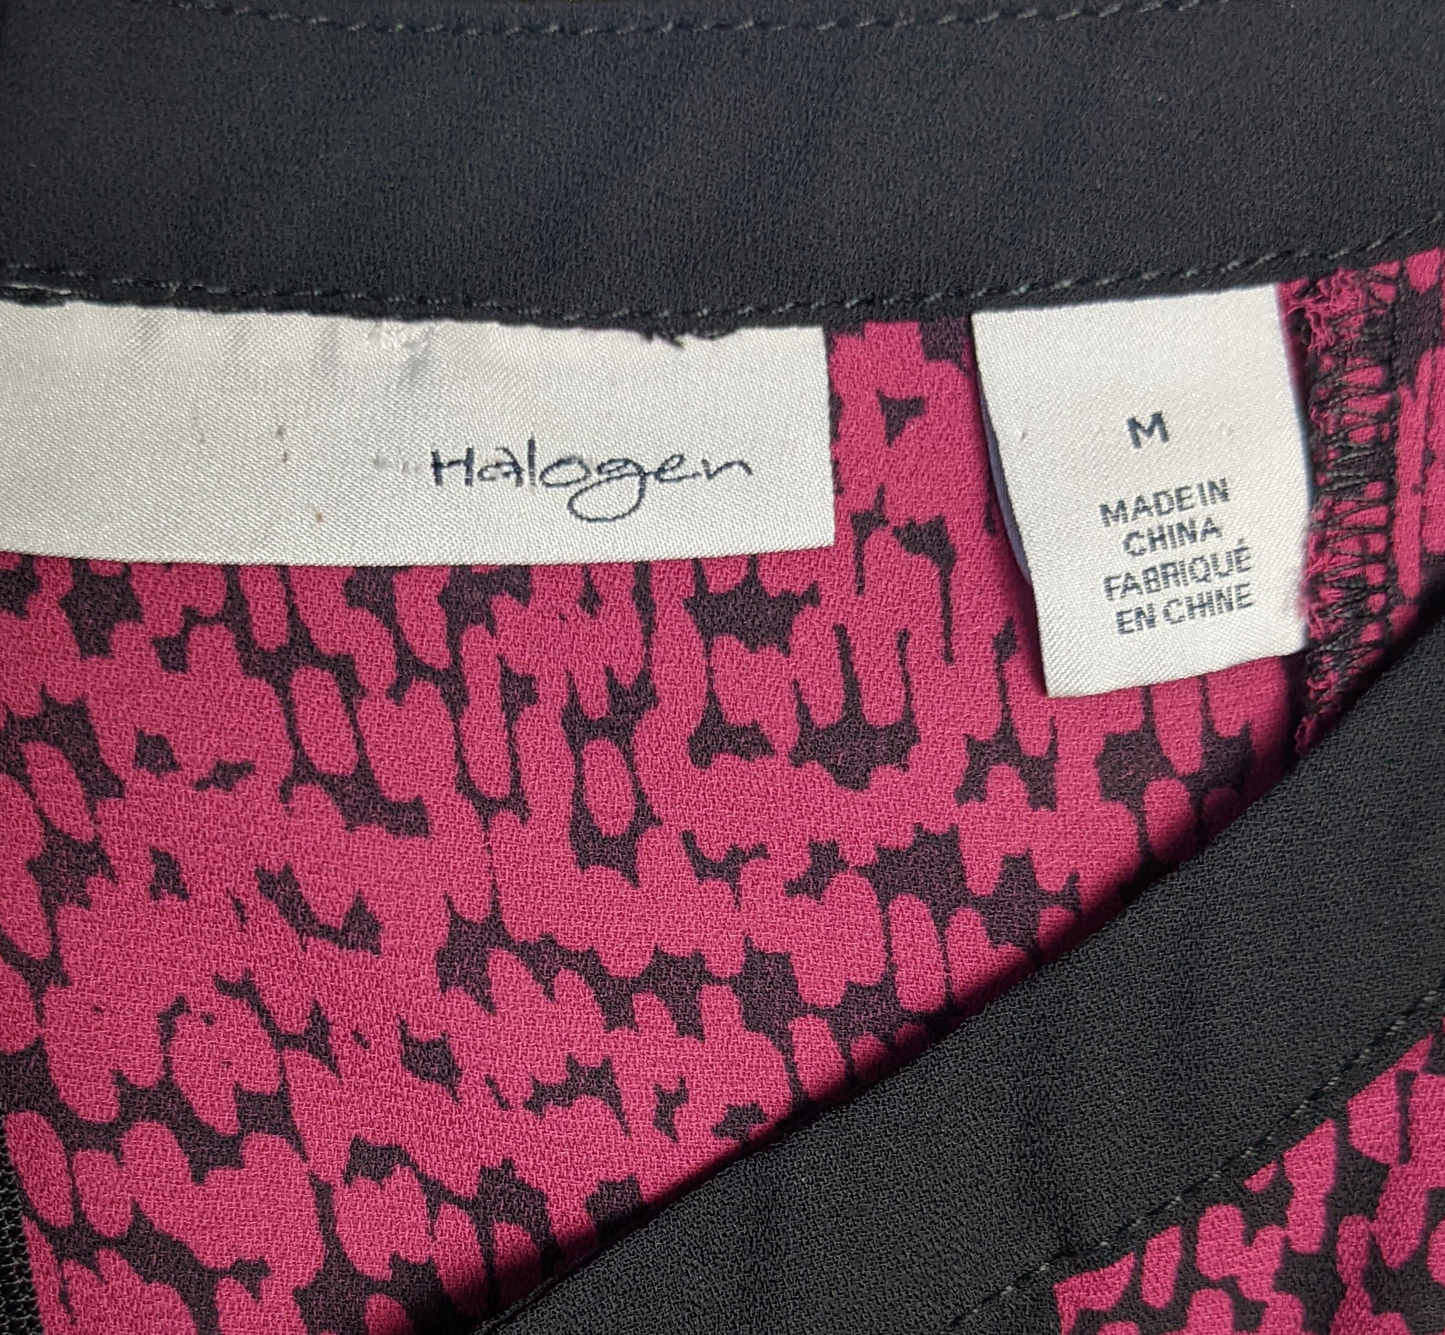 Halogen
M
MADE IN
CHINA
FABRIQUÉ
EN CHINE